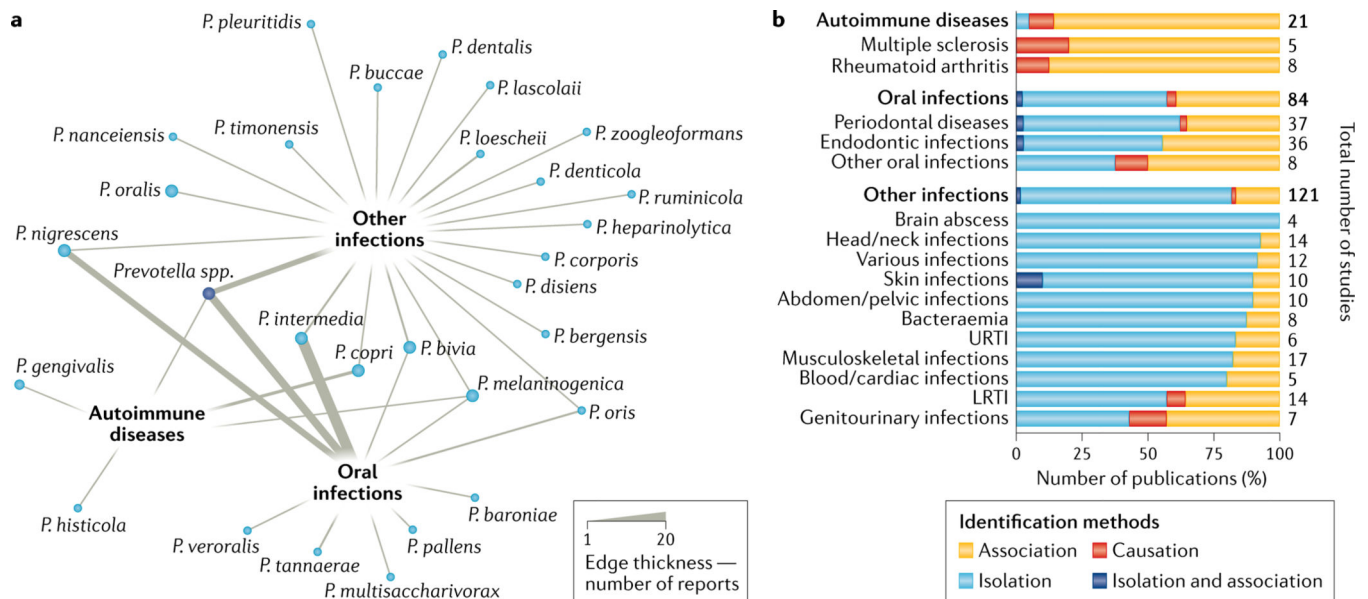 a
P. pleuritidis
P. dentalis
P. buccae
P. lascolaii
P. nanceiensis
P. timonensis
P. loescheii
P. zoogleoformans
P. denticola
P. oralis
P. ruminicola
Other
infections
P. nigrescens
P. heparinolytica
Prevotella spp.
P. corporis
P. disiens
P. intermedia
P. bergensis
P. copri
P. bivia
P. gengivalis
P. melaninogenica
Autoimmune
diseases
P. oris
Oral
infections
P. histicola
P. baroniae
P. veroralis
P. pallens
P. tannaerae
P. multisaccharivorax
1
20
Edge thickness —
number of reports
b
Autoimmune diseases 21
Multiple sclerosis 5
Rheumatoid arthritis 8
Oral infections 84
Periodontal diseases 37
Endodontic infections 36
Other oral infections 8
Other infections 121
Brain abscess 4
Head/neck infections 14
Various infections 12
Skin infections 10
Abdomen/pelvic infections 10
Bacteraemia 8
URTI 6
Musculoskeletal infections 17
Blood/cardiac infections 5
LRTI 14
Genitourinary infections 7
Total number of studies
0 25 50 75 100
Number of publications (%)
Identification methods
Association
Causation
Isolation
Isolation and association